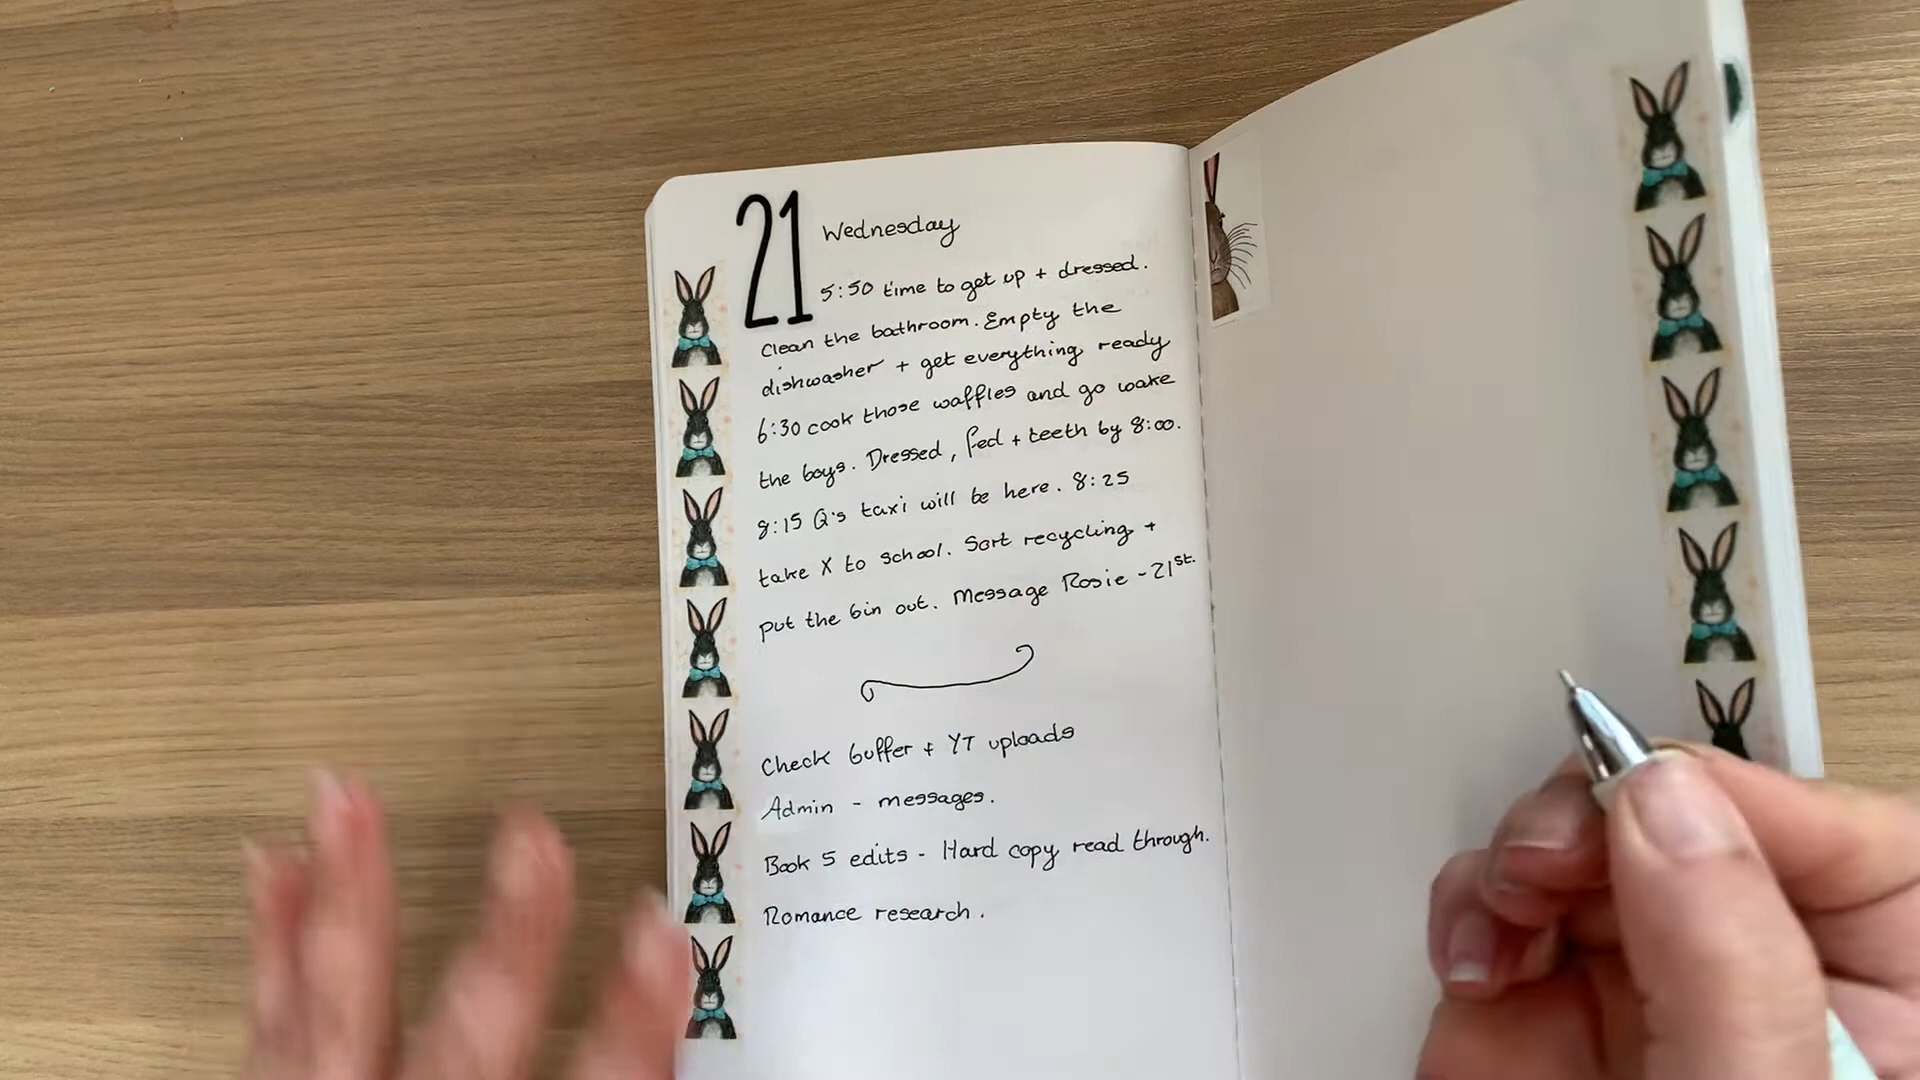 21 Wednesday
5:50 time to get up + dressed.
Clean the bathroom. Empty the
dishwasher + get everything ready
6:30 cook those waffles and go wake
the boys. Dressed, fed + teeth by 8:00.
8:15 Q's taxi will be here. 8:25
take X to school. Sort recycling +
put the bin out. Message Rosie - 21st.
Check buffer + YT uploads
Admin - messages.
Book 5 edits - Hard copy read through.
Romance research.